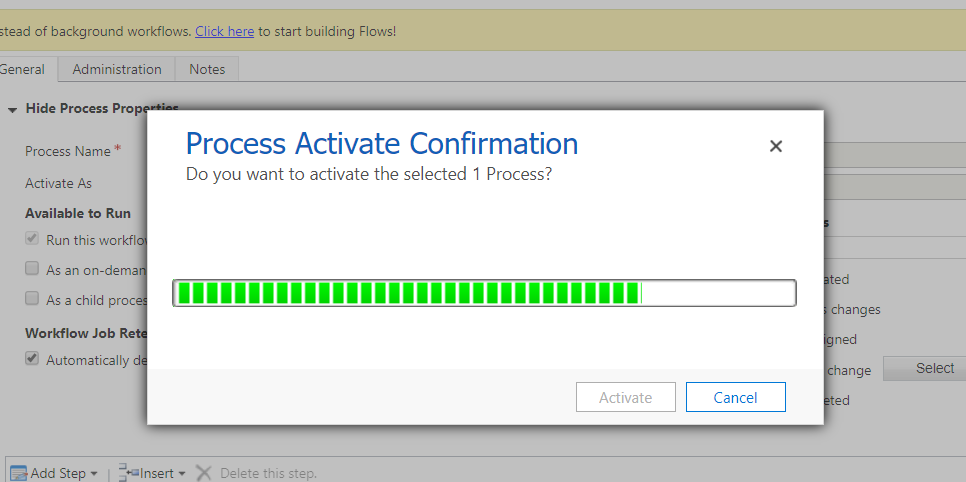 stead of background workflows. Click here to start building Flows!
General
Administration
Notes
Hide Process Properties
Process Activate Confirmation
Do you want to activate the selected 1 Process?
Process Name *
Activate As
Available to Run
Run this workflow
As an on-deman
As a child proces
Workflow Job Rete
Automatically de
s
ated
s changes
igned
change
Select
eted
Activate
Cancel
Add Step
Insert
Delete this step.